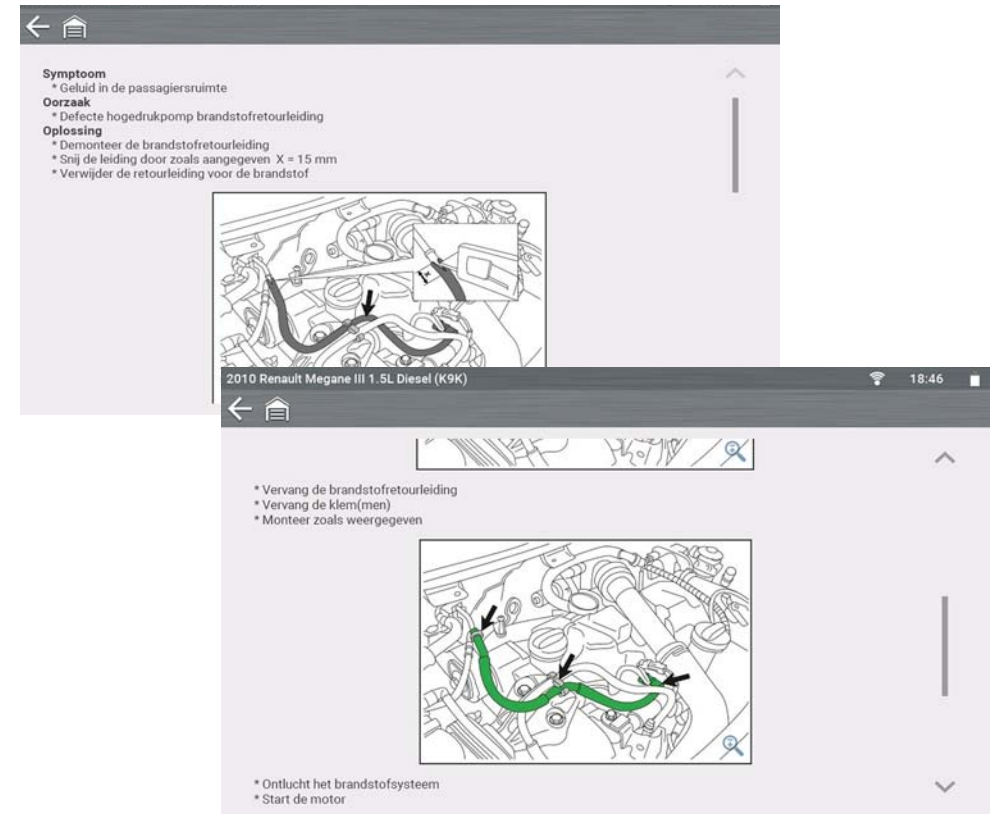 Symptoom
* Geluid in de passagiersruimte
Oorzaak
* Defecte hogedrukpomp brandstofretourleiding
Oplossing
* Demonteer de brandstofretourleiding
* Snij de leiding door zoals aangegeven X = 15 mm
* Verwijder de retourleiding voor de brandstof
X
2010 Renault Megane III 1.5L Diesel (K9K)
18:46
* Vervang de brandstofretourleiding
* Vervang de klem(men)
* Monteer zoals weergegeven
* Ontlucht het brandstofsysteem
* Start de motor